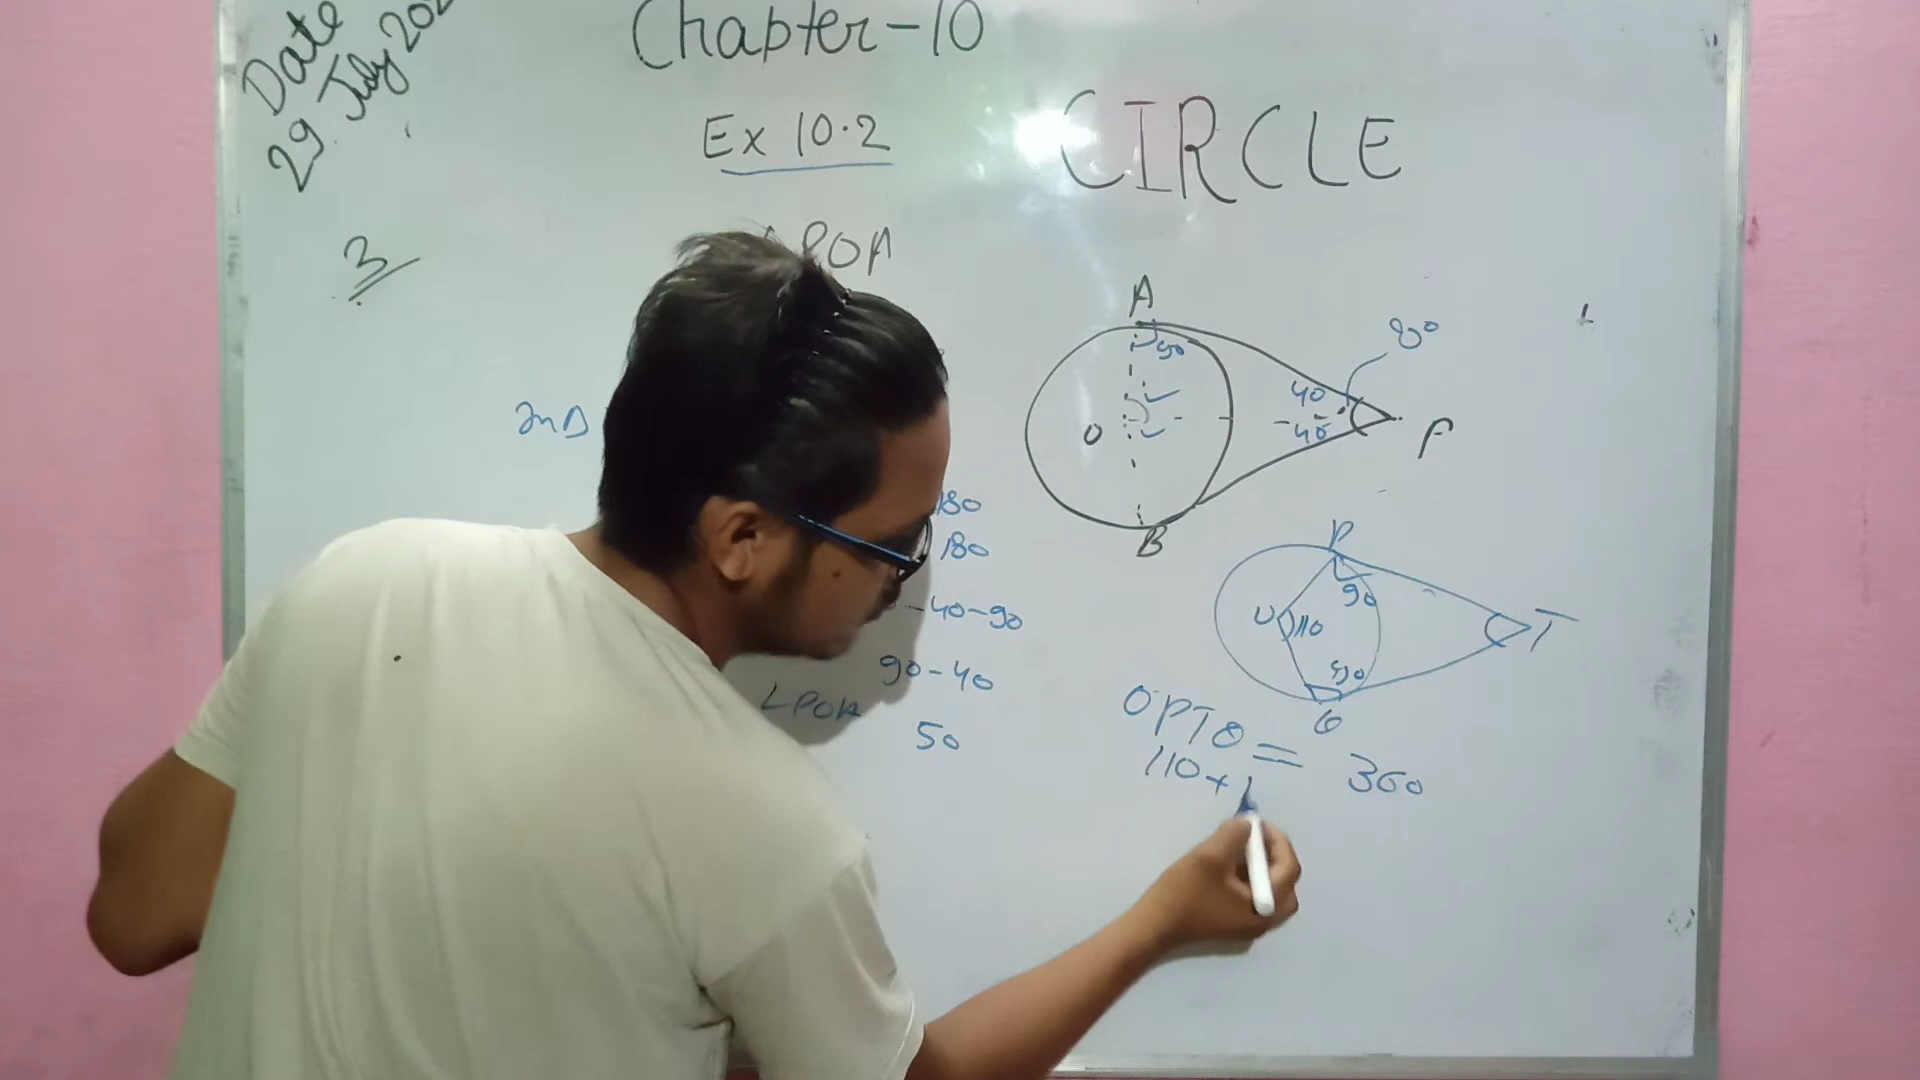 Date
29 July 202
Chapter-10
Ex 10.2
CIRCLE
3
POA
A
50
80°
40
40
O
P
B
180
180
-40-90
90-40
∠POA 50
P
90
O 110
T
90
Q
OPTQ = 360
110+